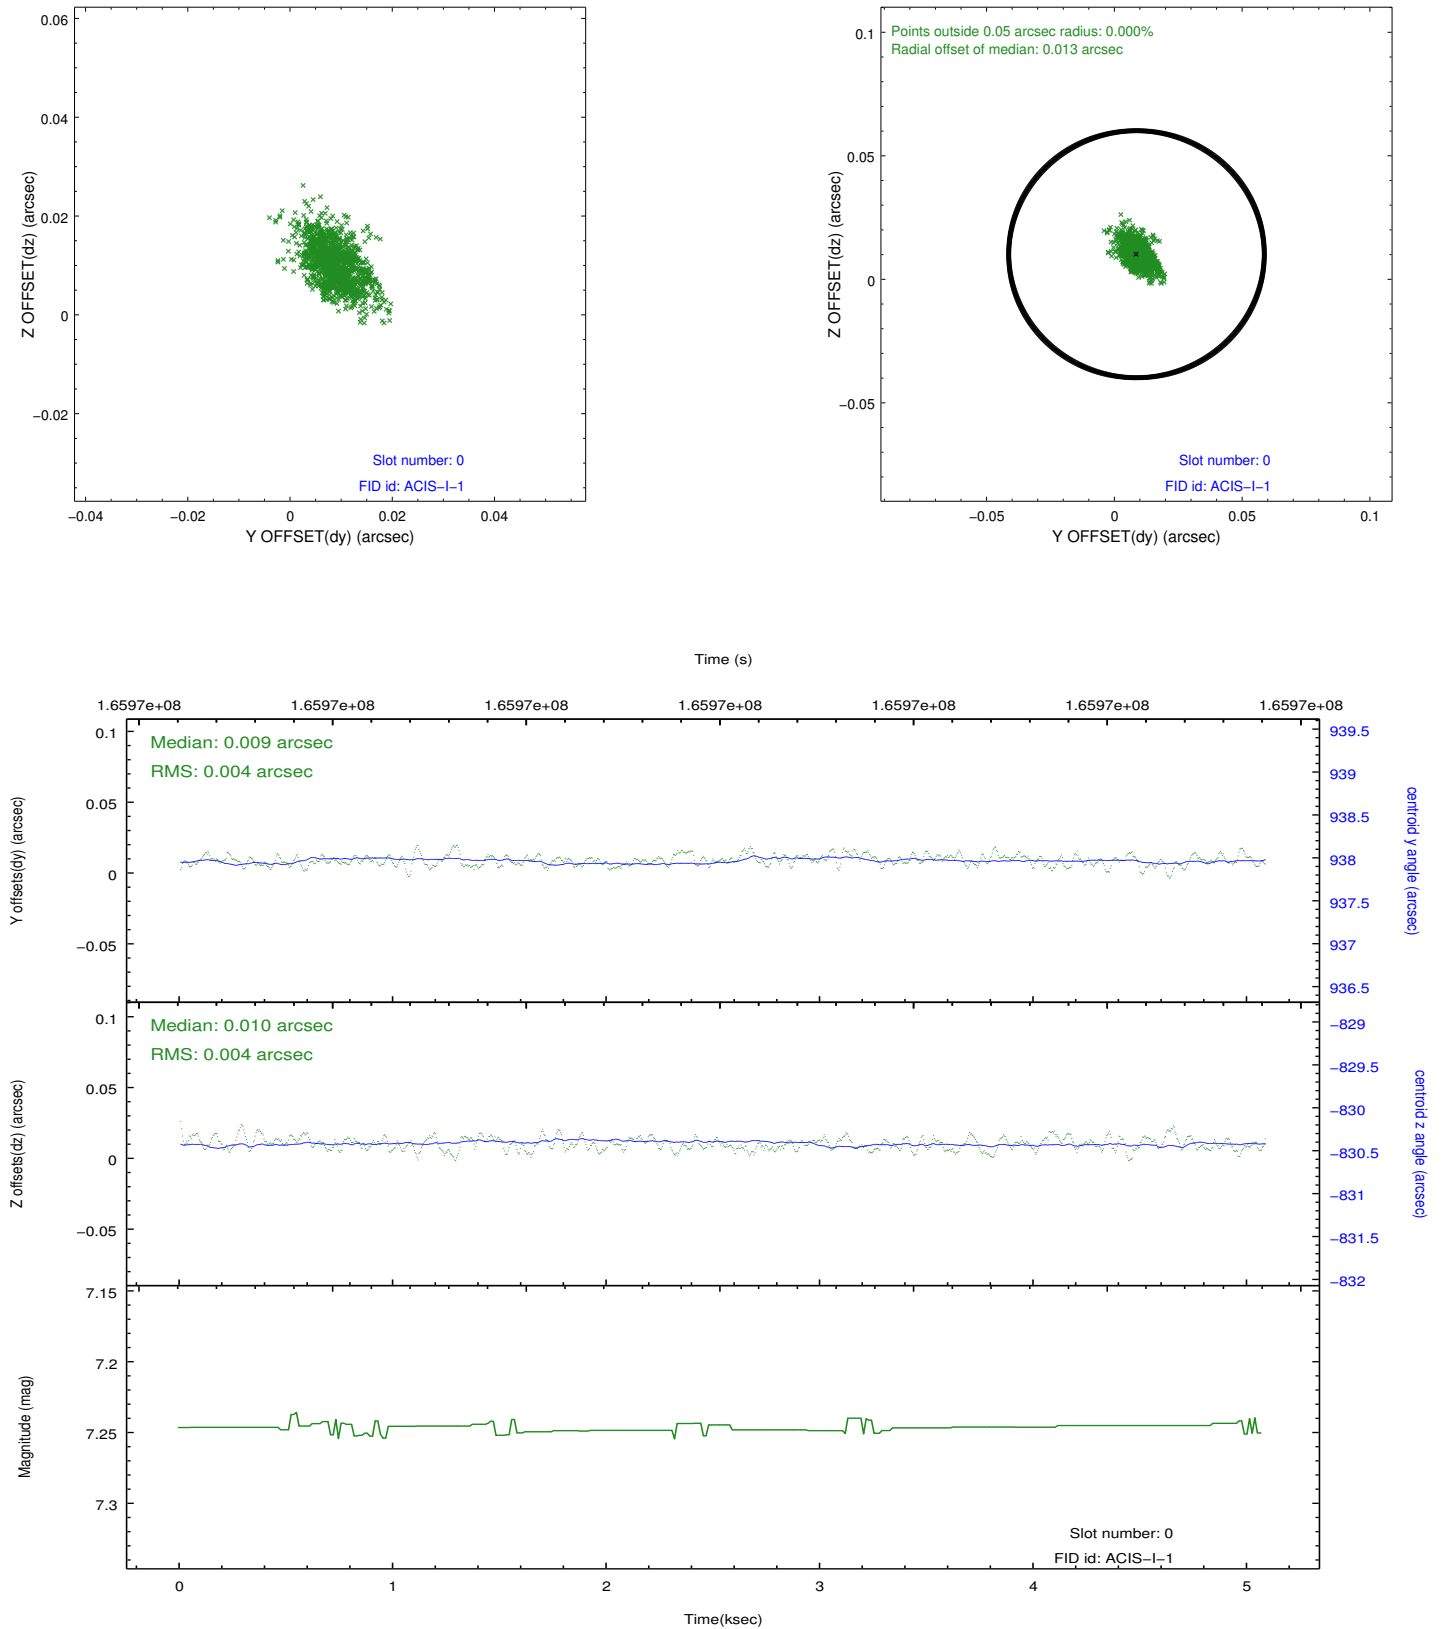 0.06
0.04
0.02
0
−0.02
−0.04
−0.02
0
0.02
0.04
Z OFFSET(dz) (arcsec)
Y OFFSET(dy) (arcsec)
Slot number: 0
FID id: ACIS−I−1
Points outside 0.05 arcsec radius: 0.000%
Radial offset of median: 0.013 arcsec
0.1
0.05
0
−0.05
−0.05
0
0.05
0.1
Z OFFSET(dz) (arcsec)
Y OFFSET(dy) (arcsec)
Slot number: 0
FID id: ACIS−I−1
Time (s)
1.6597e+08 1.6597e+08 1.6597e+08 1.6597e+08 1.6597e+08 1.6597e+08 1.6597e+08
Median: 0.009 arcsec
RMS: 0.004 arcsec
0.1
0.05
0
−0.05
Y offsets(dy) (arcsec)
939.5
939
938.5
938
937.5
937
936.5
centroid y angle (arcsec)
Median: 0.010 arcsec
RMS: 0.004 arcsec
0.1
0.05
0
−0.05
Z offsets(dz) (arcsec)
−829
−829.5
−830
−830.5
−831
−831.5
−832
centroid z angle (arcsec)
7.15
7.2
7.25
7.3
Magnitude (mag)
Slot number: 0
FID id: ACIS−I−1
0 1 2 3 4 5
Time(ksec)